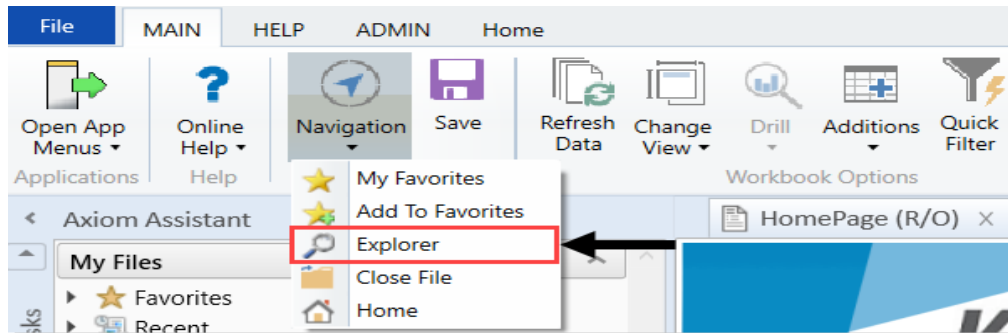 File MAIN HELP ADMIN Home
Open App Menus
Online Help
Navigation
Save
Refresh Data
Change View
Drill
Additions
Quick Filter
Applications
Help
Workbook Options
My Favorites
Add To Favorites
Explorer
Close File
Home
Axiom Assistant
HomePage (R/O)
My Files
Favorites
Recent